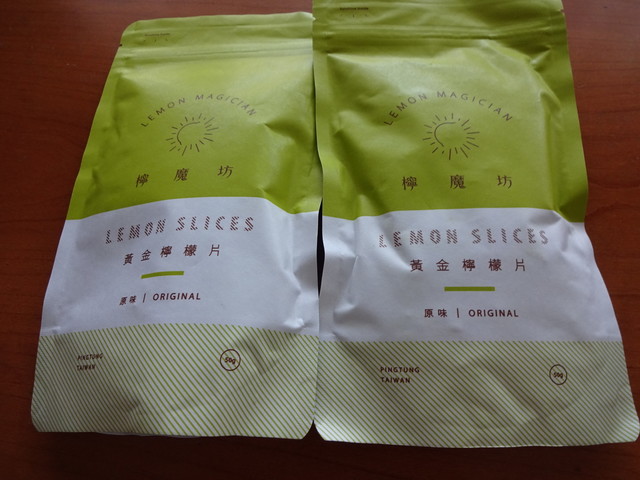 LEMON MAGICIAN
檸魔坊
LEMON SLICES
黃金檸檬片
原味 | ORIGINAL
PINGTUNG
TAIWAN
50g
LEMON MAGICIAN
檸魔坊
LEMON SLICES
黃金檸檬片
原味 | ORIGINAL
PINGTUNG
TAIWAN
50g